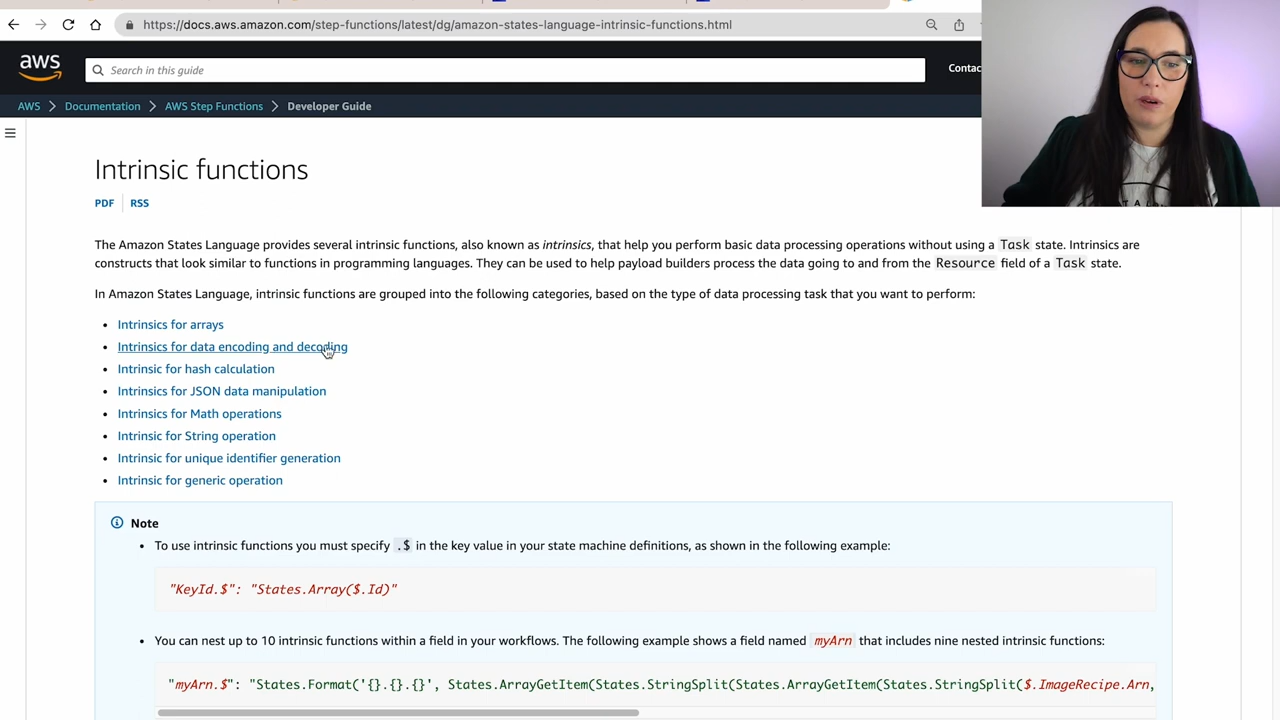 https://docs.aws.amazon.com/step-functions/latest/dg/amazon-states-language-intrinsic-functions.html
aws
Search in this guide
Contac
AWS > Documentation > AWS Step Functions > Developer Guide
Intrinsic functions
PDF | RSS
The Amazon States Language provides several intrinsic functions, also known as intrinsics, that help you perform basic data processing operations without using a Task state. Intrinsics are
constructs that look similar to functions in programming languages. They can be used to help payload builders process the data going to and from the Resource field of a Task state.
In Amazon States Language, intrinsic functions are grouped into the following categories, based on the type of data processing task that you want to perform:
• Intrinsics for arrays
• Intrinsics for data encoding and decoding
• Intrinsic for hash calculation
• Intrinsics for JSON data manipulation
• Intrinsics for Math operations
• Intrinsic for String operation
• Intrinsic for unique identifier generation
• Intrinsic for generic operation
Note
• To use intrinsic functions you must specify .$ in the key value in your state machine definitions, as shown in the following example:
"KeyId.$": "States.Array($.Id)"
• You can nest up to 10 intrinsic functions within a field in your workflows. The following example shows a field named myArn that includes nine nested intrinsic functions:
"myArn.$": "States.Format('{}.{}.{}', States.ArrayGetItem(States.StringSplit(States.ArrayGetItem(States.StringSplit($.ImageRecipe.Arn,